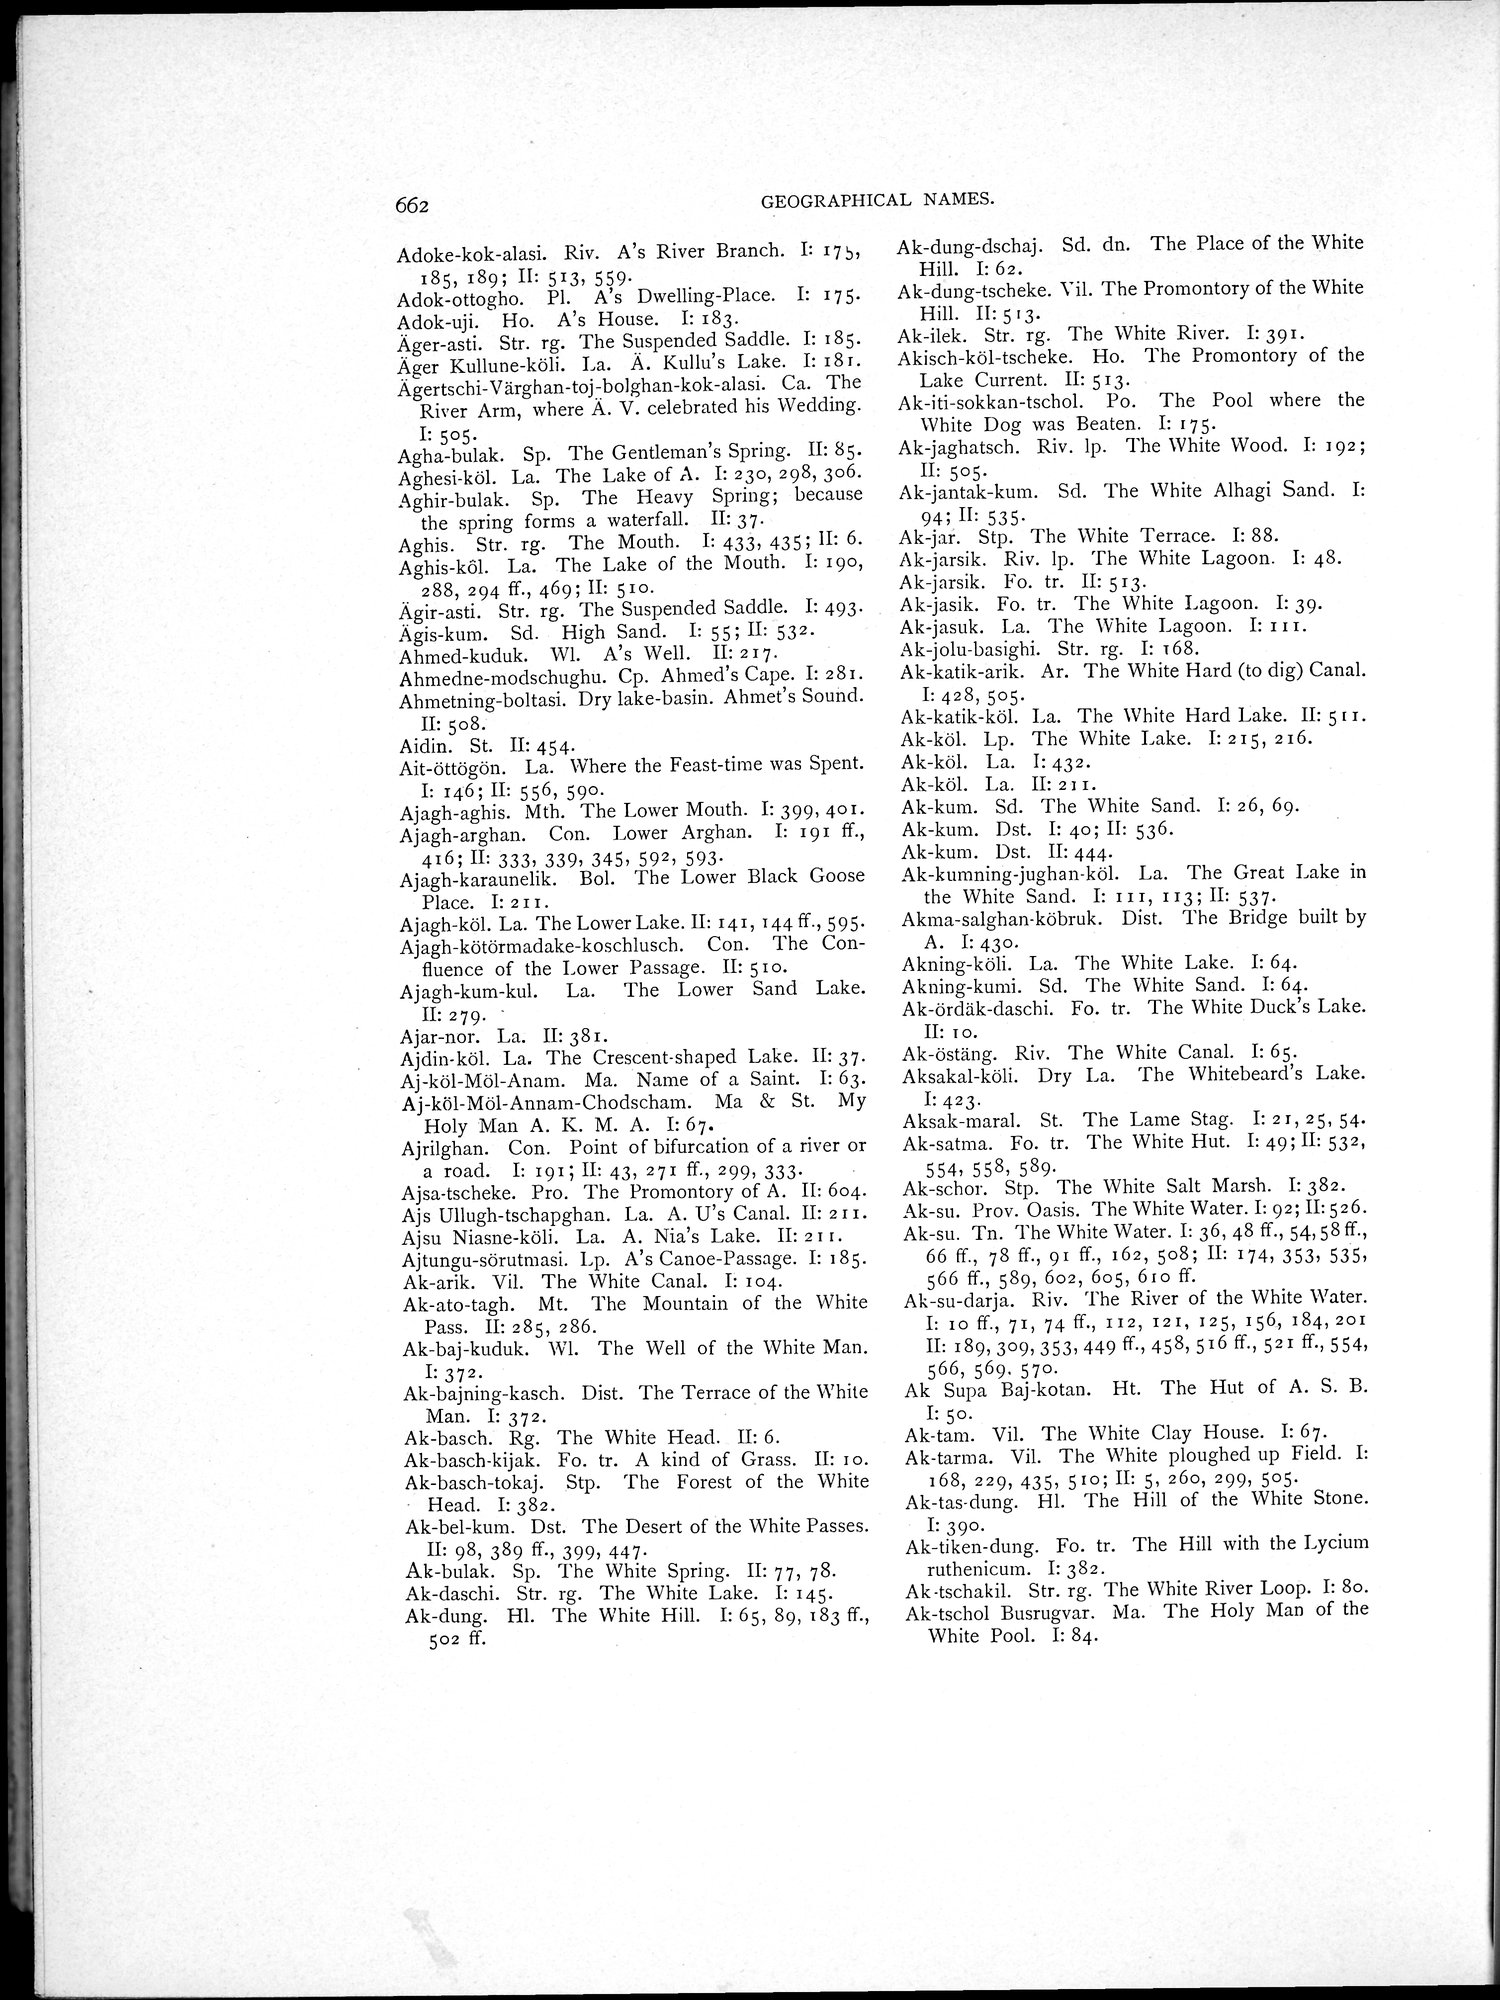 662
GEOGRAPHICAL NAMES.
Adoke-kok-alasi. Riv. A's River Branch. I:
185, 189; II: 513, 559.
Adok-ottogho. Pl. A's Dwelling-Place. I: 175.
Adok-uji. Ho. A's House. I: 183.
Äger-asti. Str. rg. The Suspended Saddle. I: 185.
Äger Kullune-köli. La. Ä. Kullu's Lake. I: 181.
Ägertschi-Värghan-toj-bolghan-kok-alasi. Ca. The
River Arm, where Ä. V. celebrated his Wedding.
I: 505.
Agha-bulak. Sp. The Gentleman's Spring. II: 85.
Aghesi-köl. La. The Lake of A. I: 230, 298, 306.
Aghir-bulak. Sp. The Heavy Spring; because
the spring forms a waterfall. II: 37.
Aghis. Str. rg. The Mouth. I: 433, 435; II: 6.
Aghis-kôl. La. The Lake of the Mouth. I: 190,
288, 294 ff., 469; II: 510.
Ägir-asti. Str. rg. The Suspended Saddle. I: 493.
Ägis-kum. Sd. High Sand. I: 55; II: 532.
Ahmed-kuduk. Wl. A's Well. II: 217.
Ahmedne-modschughu. Cp. Ahmed's Cape. I: 281.
Ahmetning-boltasi. Dry lake-basin. Ahmet's Sound.
II: 508.
Aidin. St. II: 454.
Ait-öttögön. La. Where the Feast-time was Spent.
I: 146; II: 556, 590.
Ajagh-aghis. Mth. The Lower Mouth. I: 399, 401.
Ajagh-arghan. Con. Lower Arghan. I: 191 ff.,
416; II: 333, 339, 345, 592, 593.
Ajagh-karaunelik. Bol. The Lower Black Goose
Place. I: 211.
Ajagh-köl. La. The Lower Lake. II: 141, 144 ff., 595.
Ajagh-kötörmadake-koschlusch. Con. The Con-
fluence of the Lower Passage. II: 510.
Ajagh-kum-kul. La. The Lower Sand Lake.
II: 279.
Ajar-nor. La. II: 381.
Ajdin-köl. La. The Crescent-shaped Lake. II: 37.
Aj-köl-Möl-Anam. Ma. Name of a Saint. I: 63.
Aj-köl-Möl-Annam-Chodscham. Ma & St. My
Holy Man A. K. M. A. I: 67.
Ajrilghan. Con. Point of bifurcation of a river or
a road. I: 191; II: 43, 271 ff., 299, 333.
Ajsa-tscheke. Pro. The Promontory of A. II: 604.
Ajs Ullugh-tschapghan. La. A. U's Canal. II: 211.
Ajsu Niasne-köli. La. A. Nia's Lake. II: 211.
Ajtungu-sörutmasi. Lp. A's Canoe-Passage. I: 185.
Ak-arik. Vil. The White Canal. I: 104.
Ak-ato-tagh. Mt. The Mountain of the White
Pass. II: 285, 286.
Ak-baj-kuduk. Wl. The Well of the White Man.
I: 372.
Ak-bajning-kasch. Dist. The Terrace of the White
Man. I: 372.
Ak-basch. Rg. The White Head. II: 6.
Ak-basch-kijak. Fo. tr. A kind of Grass. II: 10.
Ak-basch-tokaj. Stp. The Forest of the White
Head. I: 382.
Ak-bel-kum. Dst. The Desert of the White Passes.
II: 98, 389 ff., 399, 447.
Ak-bulak. Sp. The White Spring. II: 77, 78.
Ak-daschi. Str. rg. The White Lake. I: 145.
Ak-dung. Hl. The White Hill. I: 65, 89, 183 ff.,
502 ff.
Ak-dung-dschaj. Sd. dn. The Place of the White
Hill. I: 62.
Ak-dung-tscheke. Vil. The Promontory of the White
Hill. II: 513.
Ak-ilek. Str. rg. The White River. I: 391.
Akisch-köl-tscheke. Ho. The Promontory of the
Lake Current. II: 513.
Ak-iti-sokkan-tschol. Po. The Pool where the
White Dog was Beaten. I: 175.
Ak-jaghatsch. Riv. lp. The White Wood. I: 192;
II: 505.
Ak-jantak-kum. Sd. The White Alhagi Sand. I:
94; II: 535.
Ak-jar. Stp. The White Terrace. I: 88.
Ak-jarsik. Riv. lp. The White Lagoon. I: 48.
Ak-jarsik. Fo. tr. II: 513.
Ak-jasik. Fo. tr. The White Lagoon. I: 39.
Ak-jasuk. La. The White Lagoon. I: 111.
Ak-jolu-basighi. Str. rg. I: 168.
Ak-katik-arik. Ar. The White Hard (to dig) Canal.
I: 428, 505.
Ak-katik-köl. La. The White Hard Lake. II: 511.
Ak-köl. Lp. The White Lake. I: 215, 216.
Ak-köl. La. I: 432.
Ak-köl. La. II: 211.
Ak-kum. Sd. The White Sand. I: 26, 69.
Ak-kum. Dst. I: 40; II: 536.
Ak-kum. Dst. II: 444.
Ak-kumning-jughan-köl. La. The Great Lake in
the White Sand. I: 111, 113; II: 537.
Akma-salghan-köbruk. Dist. The Bridge built by
A. I: 430.
Akning-köli. La. The White Lake. I: 64.
Akning-kumi. Sd. The White Sand. I: 64.
Ak-ördäk-daschi. Fo. tr. The White Duck's Lake.
II: 10.
Ak-östäng. Riv. The White Canal. I: 65.
Aksakal-köli. Dry La. The Whitebeard's Lake.
I: 423.
Aksak-maral. St. The Lame Stag. I: 21, 25, 54.
Ak-satma. Fo. tr. The White Hut. I: 49; II: 532,
554, 558, 589.
Ak-schor. Stp. The White Salt Marsh. I: 382.
Ak-su. Prov. Oasis. The White Water. I: 92; II: 526.
Ak-su. Tn. The White Water. I: 36, 48 ff., 54, 58 ff.,
66 ff., 78 ff., 91 ff., 162, 508; II: 174, 353, 535,
566 ff., 589, 602, 605, 610 ff.
Ak-su-darja. Riv. The River of the White Water.
I: 10 ff., 71, 74 ff., 112, 121, 125, 156, 184, 201
II: 189, 309, 353, 449 ff., 458, 516 ff., 521 ff., 554,
566, 569. 570.
Ak Supa Baj-kotan. Ht. The Hut of A. S. B.
I: 50.
Ak-tam. Vil. The White Clay House. I: 67.
Ak-tarma. Vil. The White ploughed up Field. I:
168, 229, 435, 510; II: 5, 260, 299, 505.
Ak-tas-dung. Hl. The Hill of the White Stone.
I: 390.
Ak-tiken-dung. Fo. tr. The Hill with the Lycium
ruthenicum. I: 382.
Ak-tschakil. Str. rg. The White River Loop. I: 80.
Ak-tschol Busrugvar. Ma. The Holy Man of the
White Pool. I: 84.